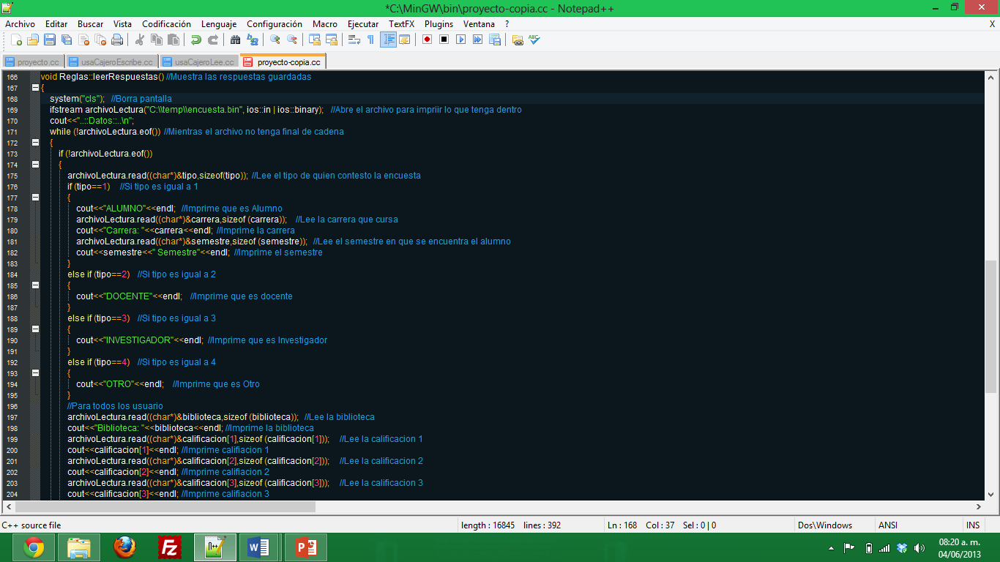 *C:\MinGW\bin\proyecto-copia.cc - Notepad++
Archivo Editar Buscar Vista Codificación Lenguaje Configuración Macro Ejecutar TextFX Plugins Ventana ? X
proyecto.cc usaCajeroEscribe.cc usaCajeroLee.cc proyecto-copia.cc
166 void Reglas::leerRespuestas() //Muestra las respuestas guardadas
167 {
168 system("cls"); //Borra pantalla
169 ifstream archivoLectura("C:\\temp\\encuesta.bin", ios::in | ios::binary); //Abre el archivo para impriir lo que tenga dentro
170 cout<<"..::Datos::..\n";
171 while (!archivoLectura.eof()) //Mientras el archivo no tenga final de cadena
172 {
173 if (!archivoLectura.eof())
174 {
175 archivoLectura.read((char*)&tipo,sizeof(tipo)); //Lee el tipo de quien contesto la encuesta
176 if (tipo==1) //Si tipo es igual a 1
177 {
178 cout<<"ALUMNO"<<endl; //Imprime que es Alumno
179 archivoLectura.read((char*)&carrera,sizeof (carrera)); //Lee la carrera que cursa
180 cout<<"Carrera: "<<carrera<<endl; //Imprime la carrera
181 archivoLectura.read((char*)&semestre,sizeof (semestre)); //Lee el semestre en que se encuentra el alumno
182 cout<<semestre<<" Semestre"<<endl; //Imprime el semestre
183 }
184 else if (tipo==2) //Si tipo es igual a 2
185 {
186 cout<<"DOCENTE"<<endl; //Imprime que es docente
187 }
188 else if (tipo==3) //Si tipo es igual a 3
189 {
190 cout<<"INVESTIGADOR"<<endl; //Imprime que es Investigador
191 }
192 else if (tipo==4) //Si tipo es igual a 4
193 {
194 cout<<"OTRO"<<endl; //Imprime que es Otro
195 }
196 //Para todos los usuario
197 archivoLectura.read((char*)&biblioteca,sizeof (biblioteca)); //Lee la biblioteca
198 cout<<"Biblioteca: "<<biblioteca<<endl; //Imprime la biblioteca
199 archivoLectura.read((char*)&calificacion[1],sizeof (calificacion[1])); //Lee la calificacion 1
200 cout<<calificacion[1]<<endl; //Imprime califiacion 1
201 archivoLectura.read((char*)&calificacion[2],sizeof (calificacion[2])); //Lee la calificacion 2
202 cout<<calificacion[2]<<endl; //Imprime califiacion 2
203 archivoLectura.read((char*)&calificacion[3],sizeof (calificacion[3])); //Lee la calificacion 3
204 cout<<calificacion[3]<<endl; //Imprime califiacion 3
C++ source file length : 16845 lines : 392 Ln : 168 Col : 37 Sel : 0 | 0 Dos\Windows ANSI INS
08:20 a. m.
04/06/2013